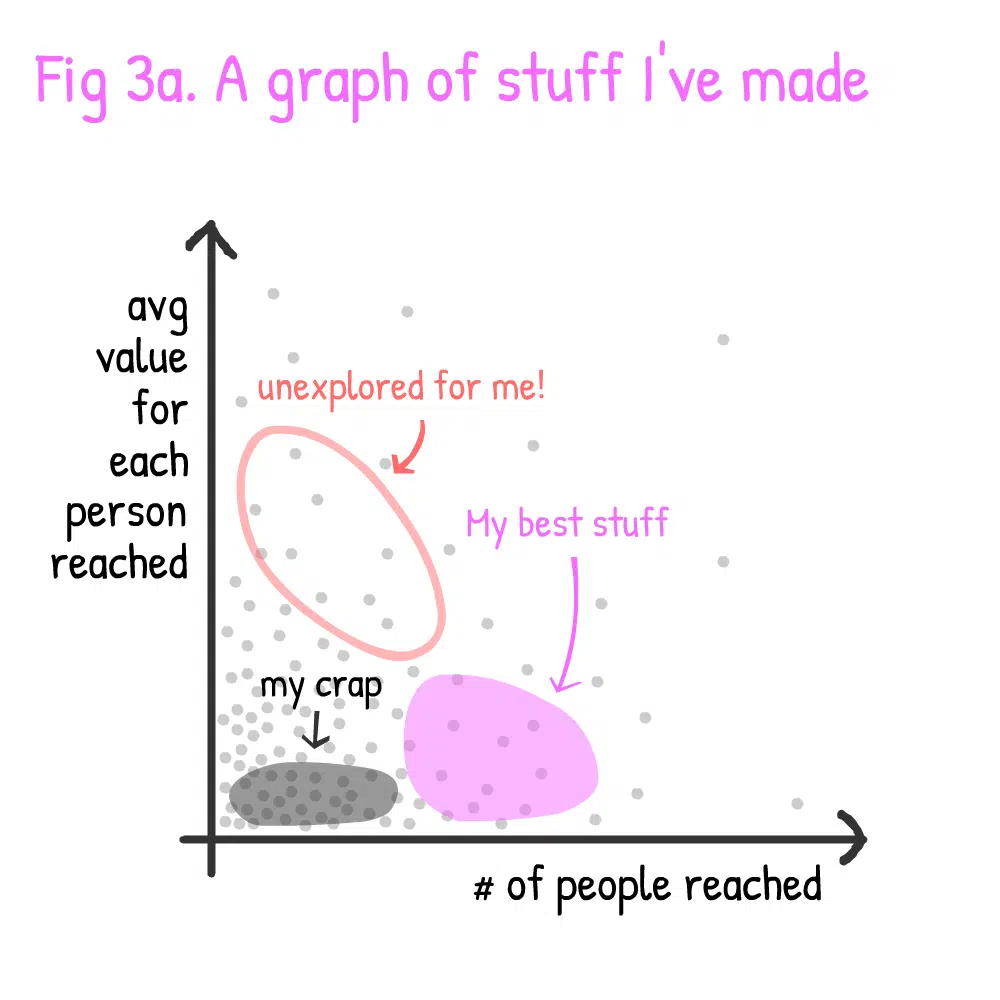 Fig 3a. A graph of stuff I've made
avg
value
for
each
person
reached
unexplored for me!
My best stuff
my crap
# of people reached